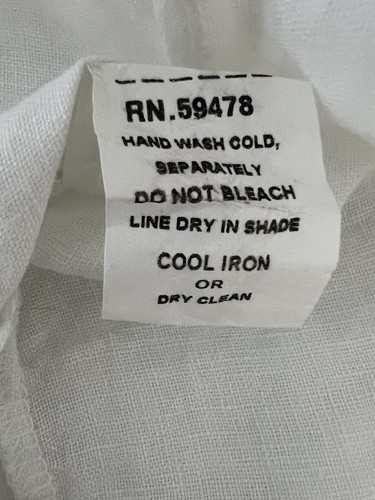 RN.59478
HAND WASH COLD,
SEPARATELY
DO NOT BLEACH
LINE DRY IN SHADE
COOL IRON
OR
DRY CLEAN